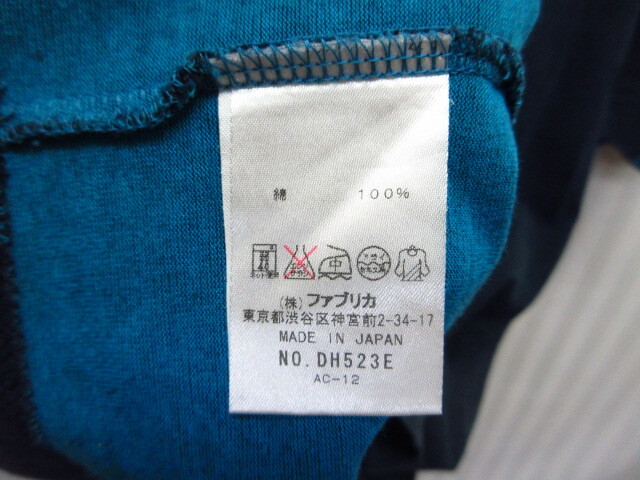 綿 100%
中
(株) ファブリカ
東京都渋谷区神宮前2-34-17
MADE IN JAPAN
NO. DH523E
AC-12